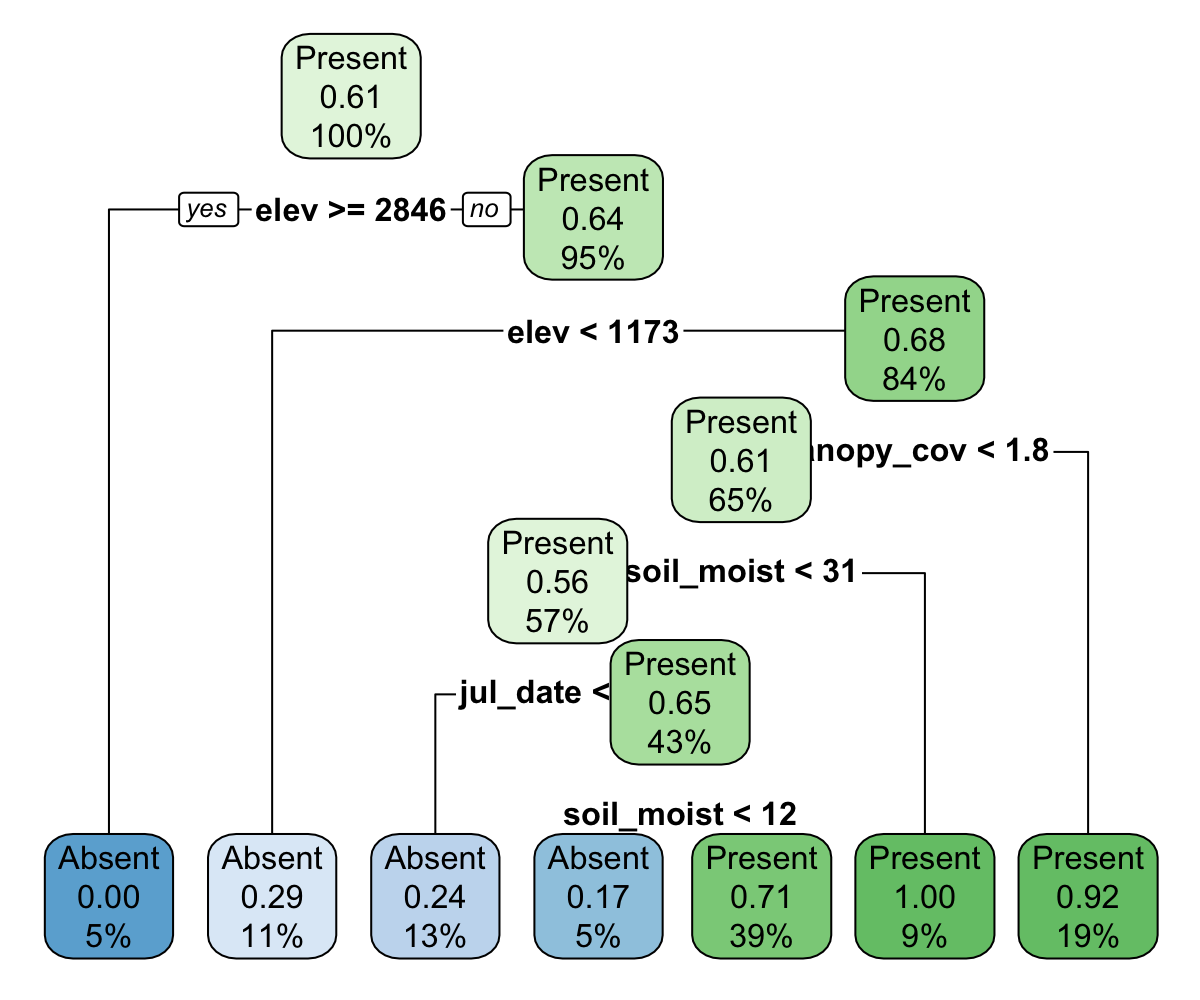 Present
0.61
100%
yes elev >= 2846 no
Present
0.64
95%
elev < 1173
Present
0.68
84%
Present
0.61
65%
anopy_cov < 1.8
Present
0.56
57%
soil_moist < 31
Present
0.65
43%
jul_date <
soil_moist < 12
Absent
0.00
5%
Absent
0.29
11%
Absent
0.24
13%
Absent
0.17
5%
Present
0.71
39%
Present
1.00
9%
Present
0.92
19%